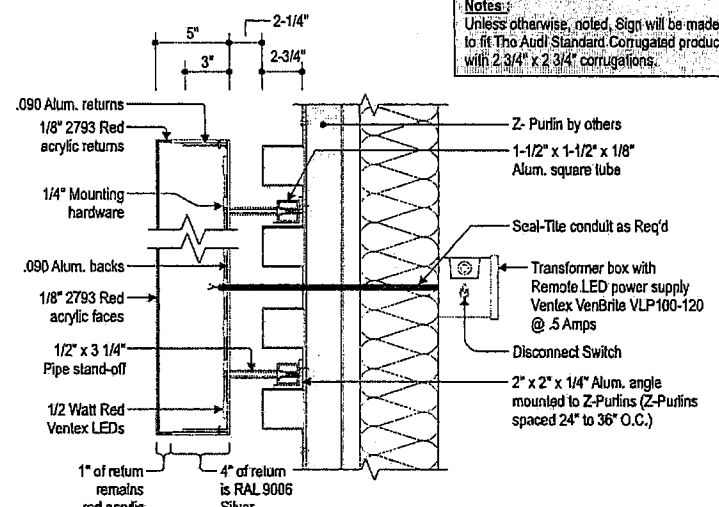 Notes :
Unless otherwise, noted, Sign will be made
to fit The Audi Standard Corrugated produc
with 2 3/4" x 2 3/4" corrugations.
5"
2-1/4"
3"
2-3/4"
.090 Alum. returns
1/8" 2793 Red
acrylic returns
1/4" Mounting
hardware
.090 Alum. backs
1/8" 2793 Red
acrylic faces
1/2" x 3 1/4"
Pipe stand-off
1/2 Watt Red
Ventex LEDs
1" of return
remains
red acrylic
4" of return
is RAL 9006
Silver
Z- Purlin by others
1-1/2" x 1-1/2" x 1/8"
Alum. square tube
Seal-Tite conduit as Req'd
Transformer box with
Remote LED power supply
Ventex VenBrite VLP100-120
@ .5 Amps
Disconnect Switch
2" x 2" x 1/4" Alum. angle
mounted to Z-Purlins (Z-Purlins
spaced 24" to 36" O.C.)